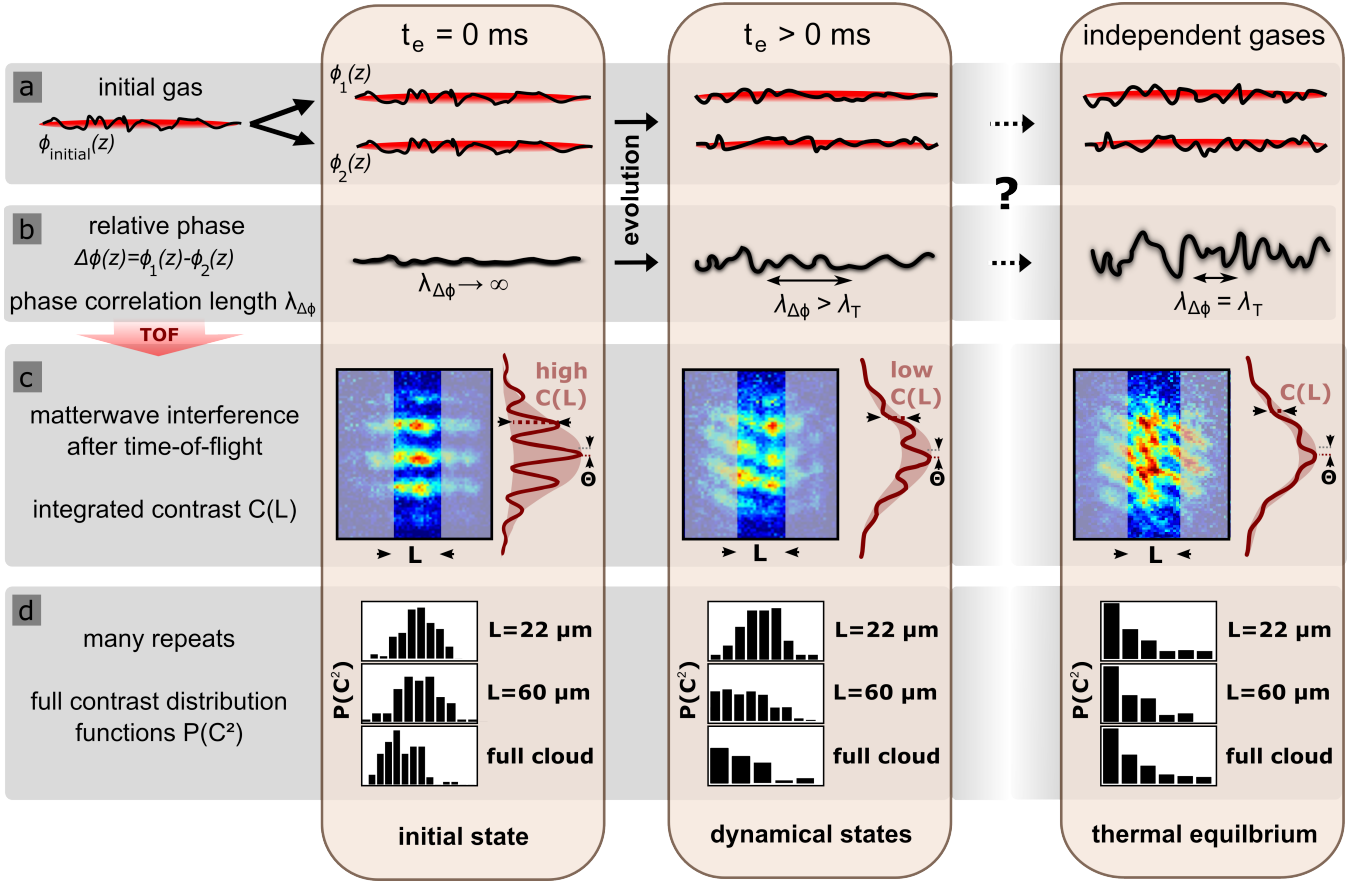 t_e = 0 ms
t_e > 0 ms
independent gases
a
initial gas
ϕ_initial(z)
ϕ_1(z)
ϕ_2(z)
evolution
?
b
relative phase
Δϕ(z)=ϕ_1(z)-ϕ_2(z)
phase correlation length λ_Δϕ
λ_Δϕ → ∞
λ_Δϕ > λ_T
λ_Δϕ = λ_T
TOF
c
matterwave interference
after time-of-flight
integrated contrast C(L)
high
C(L)
Θ
L
low
C(L)
Θ
L
C(L)
Θ
L
d
many repeats
full contrast distribution
functions P(C²)
P(C²)
L=22 µm
L=60 µm
full cloud
P(C²)
L=22 µm
L=60 µm
full cloud
P(C²)
L=22 µm
L=60 µm
full cloud
initial state
dynamical states
thermal equilbrium